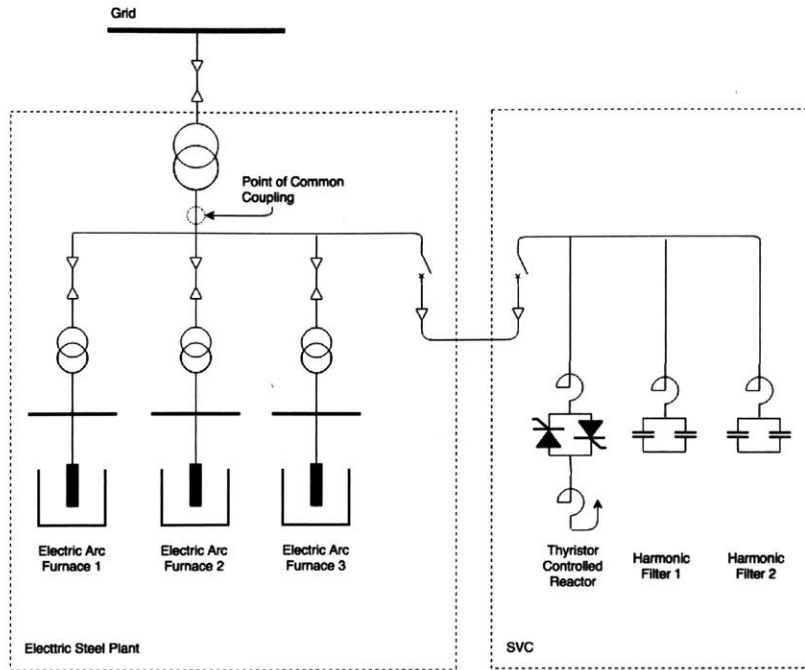 Grid
Point of Common
Coupling
Electric Arc
Furnace 1
Electric Arc
Furnace 2
Electric Arc
Furnace 3
Thyristor
Controlled
Reactor
Harmonic
Filter 1
Harmonic
Filter 2
Electtric Steel Plant
SVC